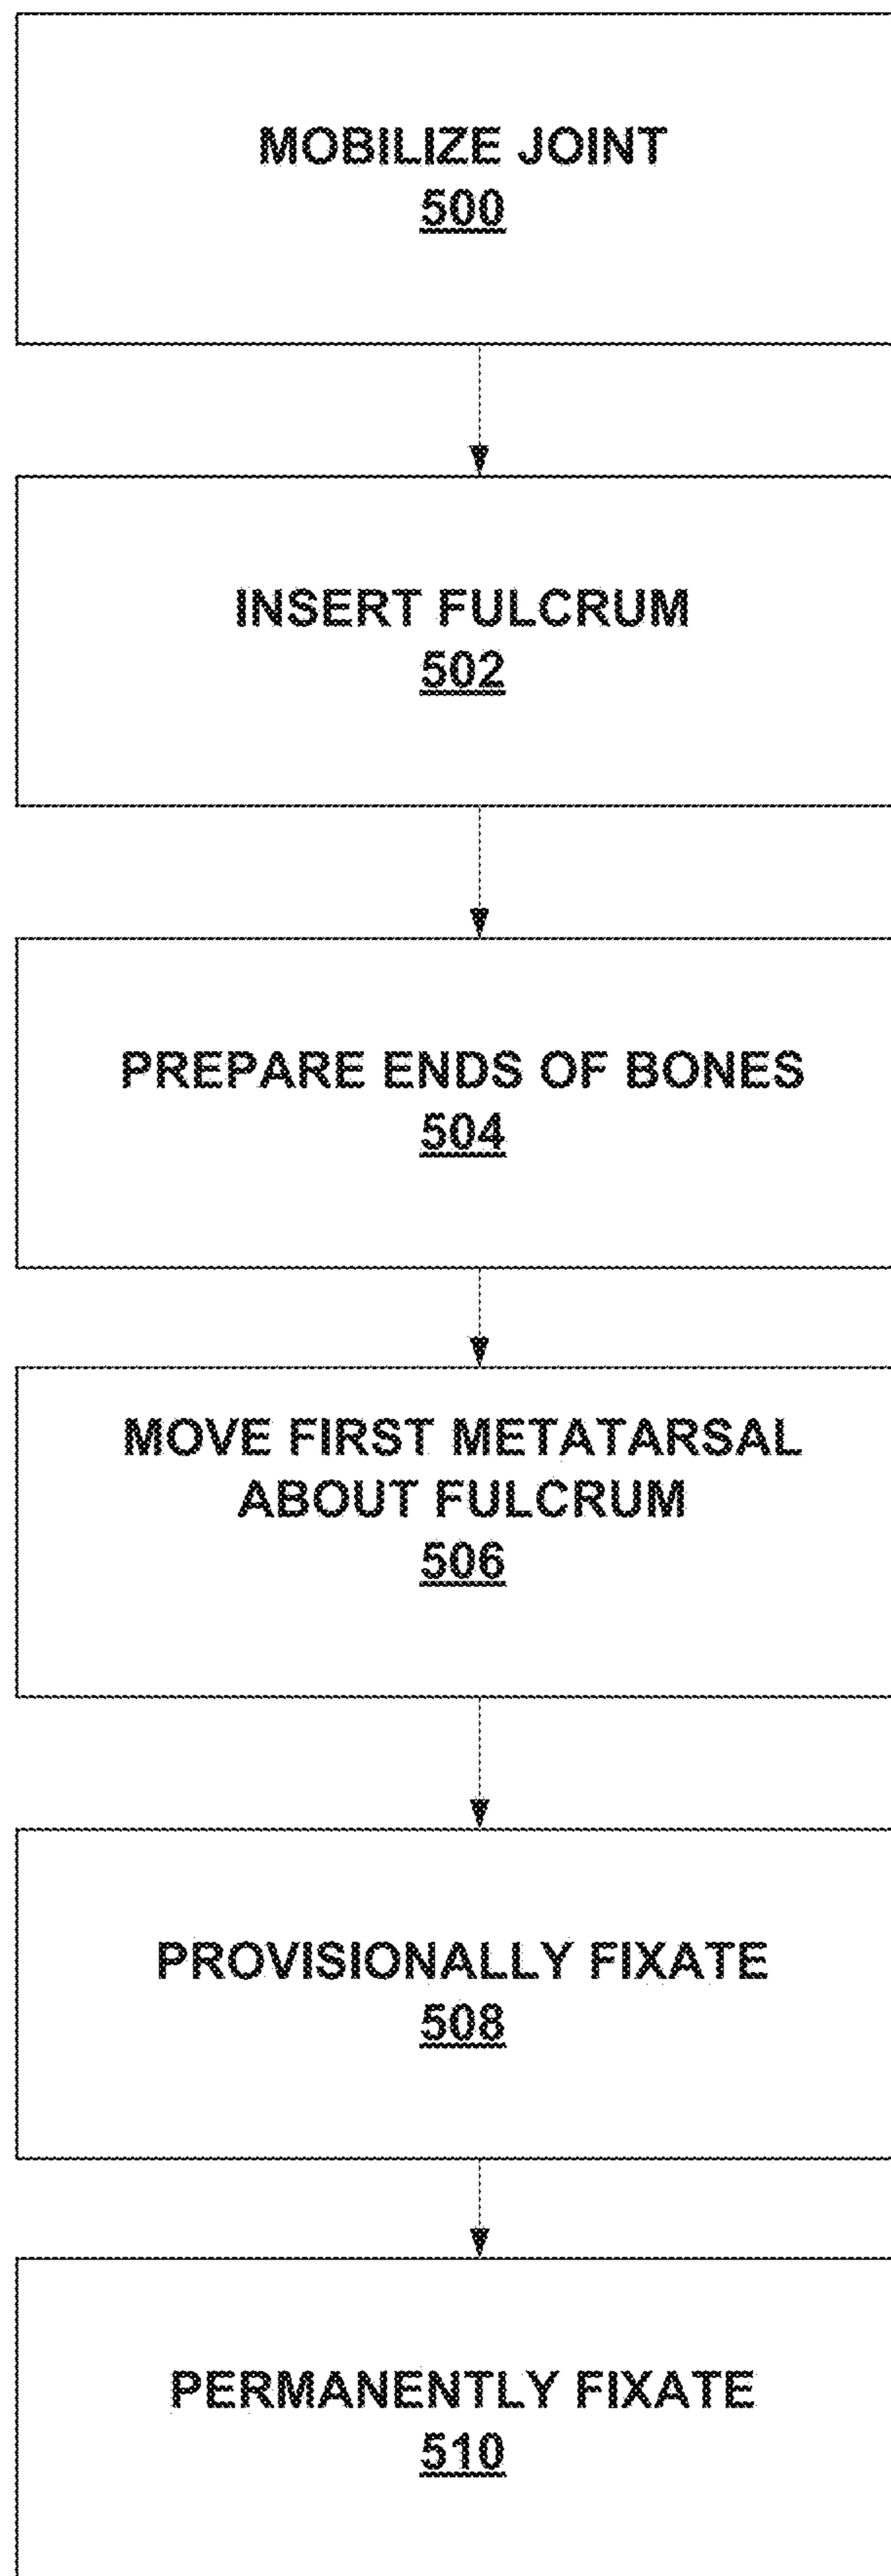 MOBILIZE JOINT
500
INSERT FULCRUM
502
PREPARE ENDS OF BONES
504
MOVE FIRST METATARSAL
ABOUT FULCRUM
506
PROVISIONALLY FIXATE
508
PERMANENTLY FIXATE
510